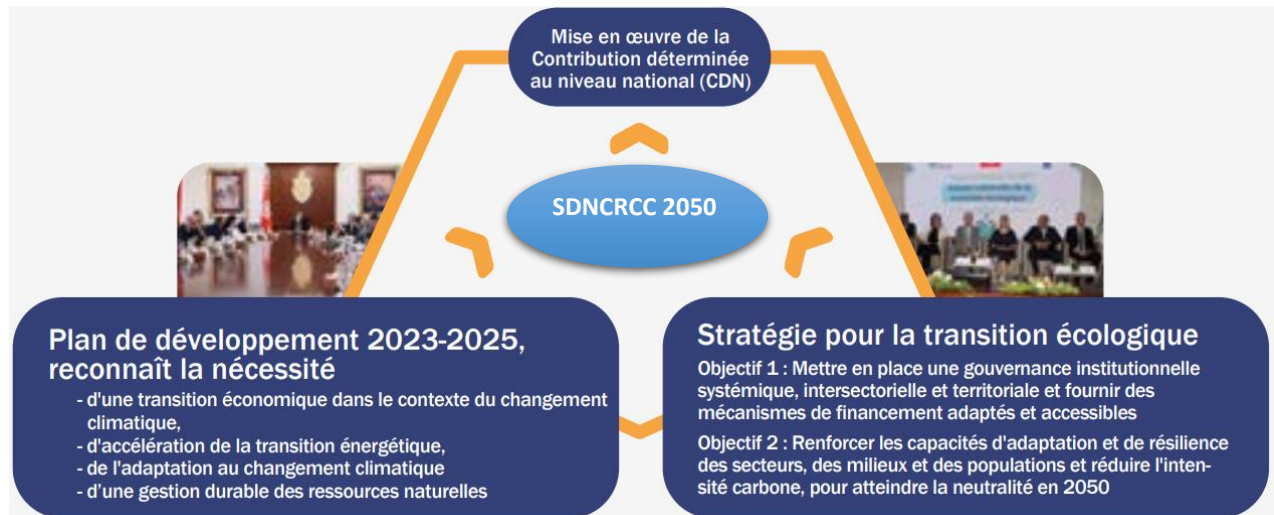 Mise en œuvre de la
Contribution déterminée
au niveau national (CDN)
SDNCRCC 2050
Plan de développement 2023-2025,
reconnaît la nécessité
- d'une transition économique dans le contexte du changement
climatique,
- d'accélération de la transition énergétique,
- de l'adaptation au changement climatique
- d’une gestion durable des ressources naturelles
Stratégie pour la transition écologique
Objectif 1 : Mettre en place une gouvernance institutionnelle
systémique, intersectorielle et territoriale et fournir des
mécanismes de financement adaptés et accessibles
Objectif 2 : Renforcer les capacités d'adaptation et de résilience
des secteurs, des milieux et des populations et réduire l'inten-
sité carbone, pour atteindre la neutralité en 2050